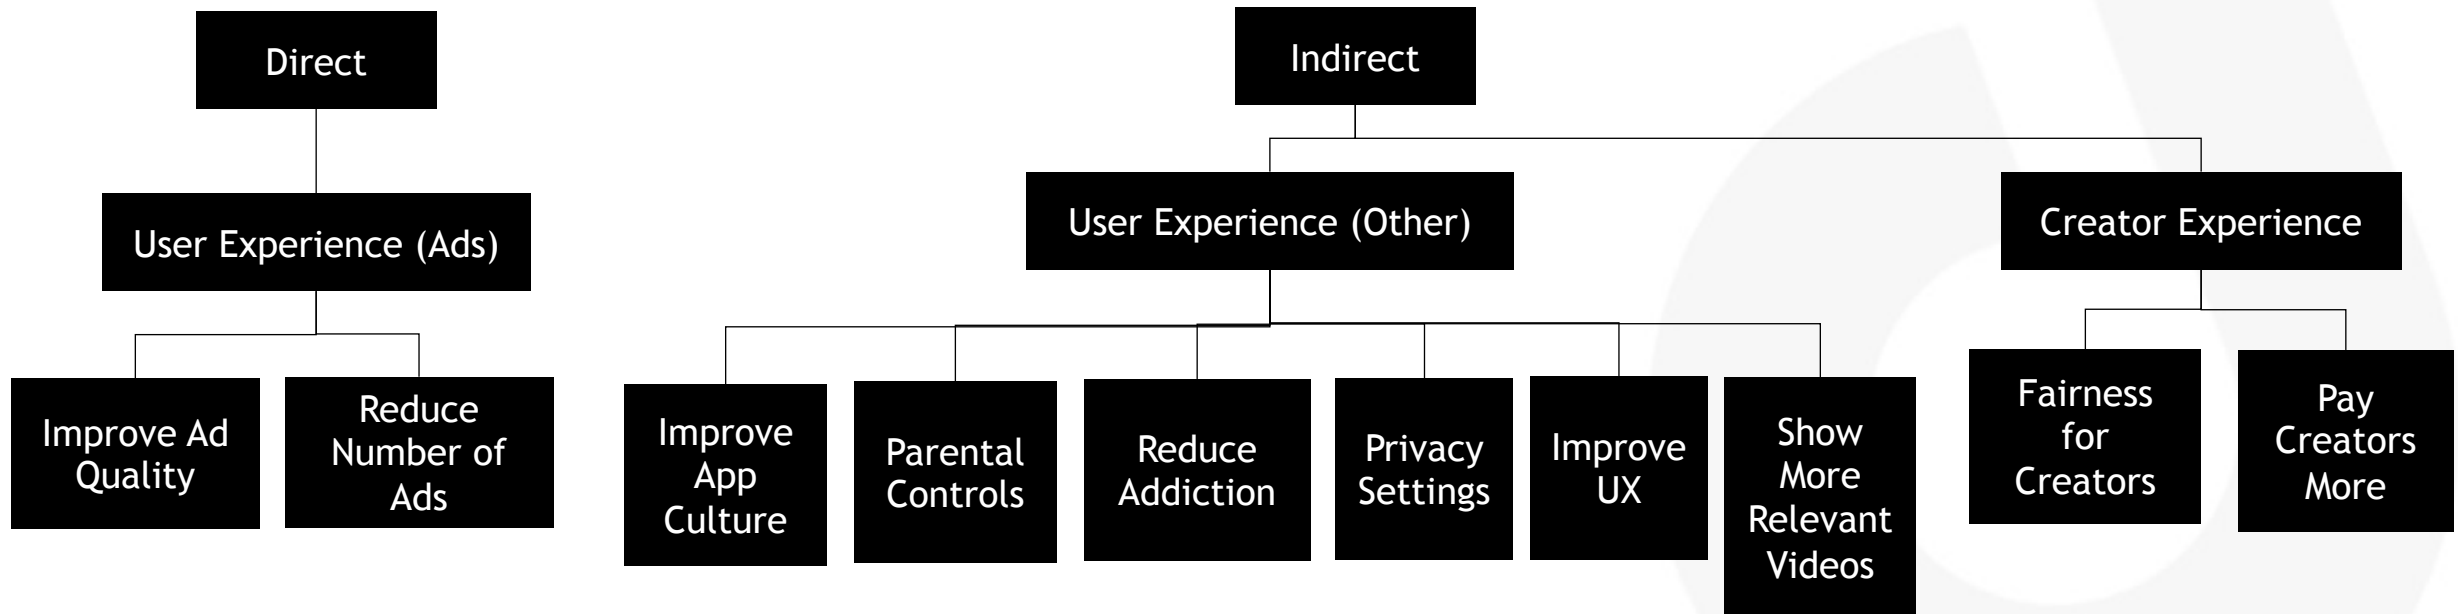 Direct
Indirect
User Experience (Ads)
User Experience (Other)
Creator Experience
Improve Ad
Quality
Reduce
Number of
Ads
Improve
App
Culture
Parental
Controls
Reduce
Addiction
Privacy
Settings
Improve
UX
Show
More
Relevant
Videos
Fairness
for
Creators
Pay
Creators
More